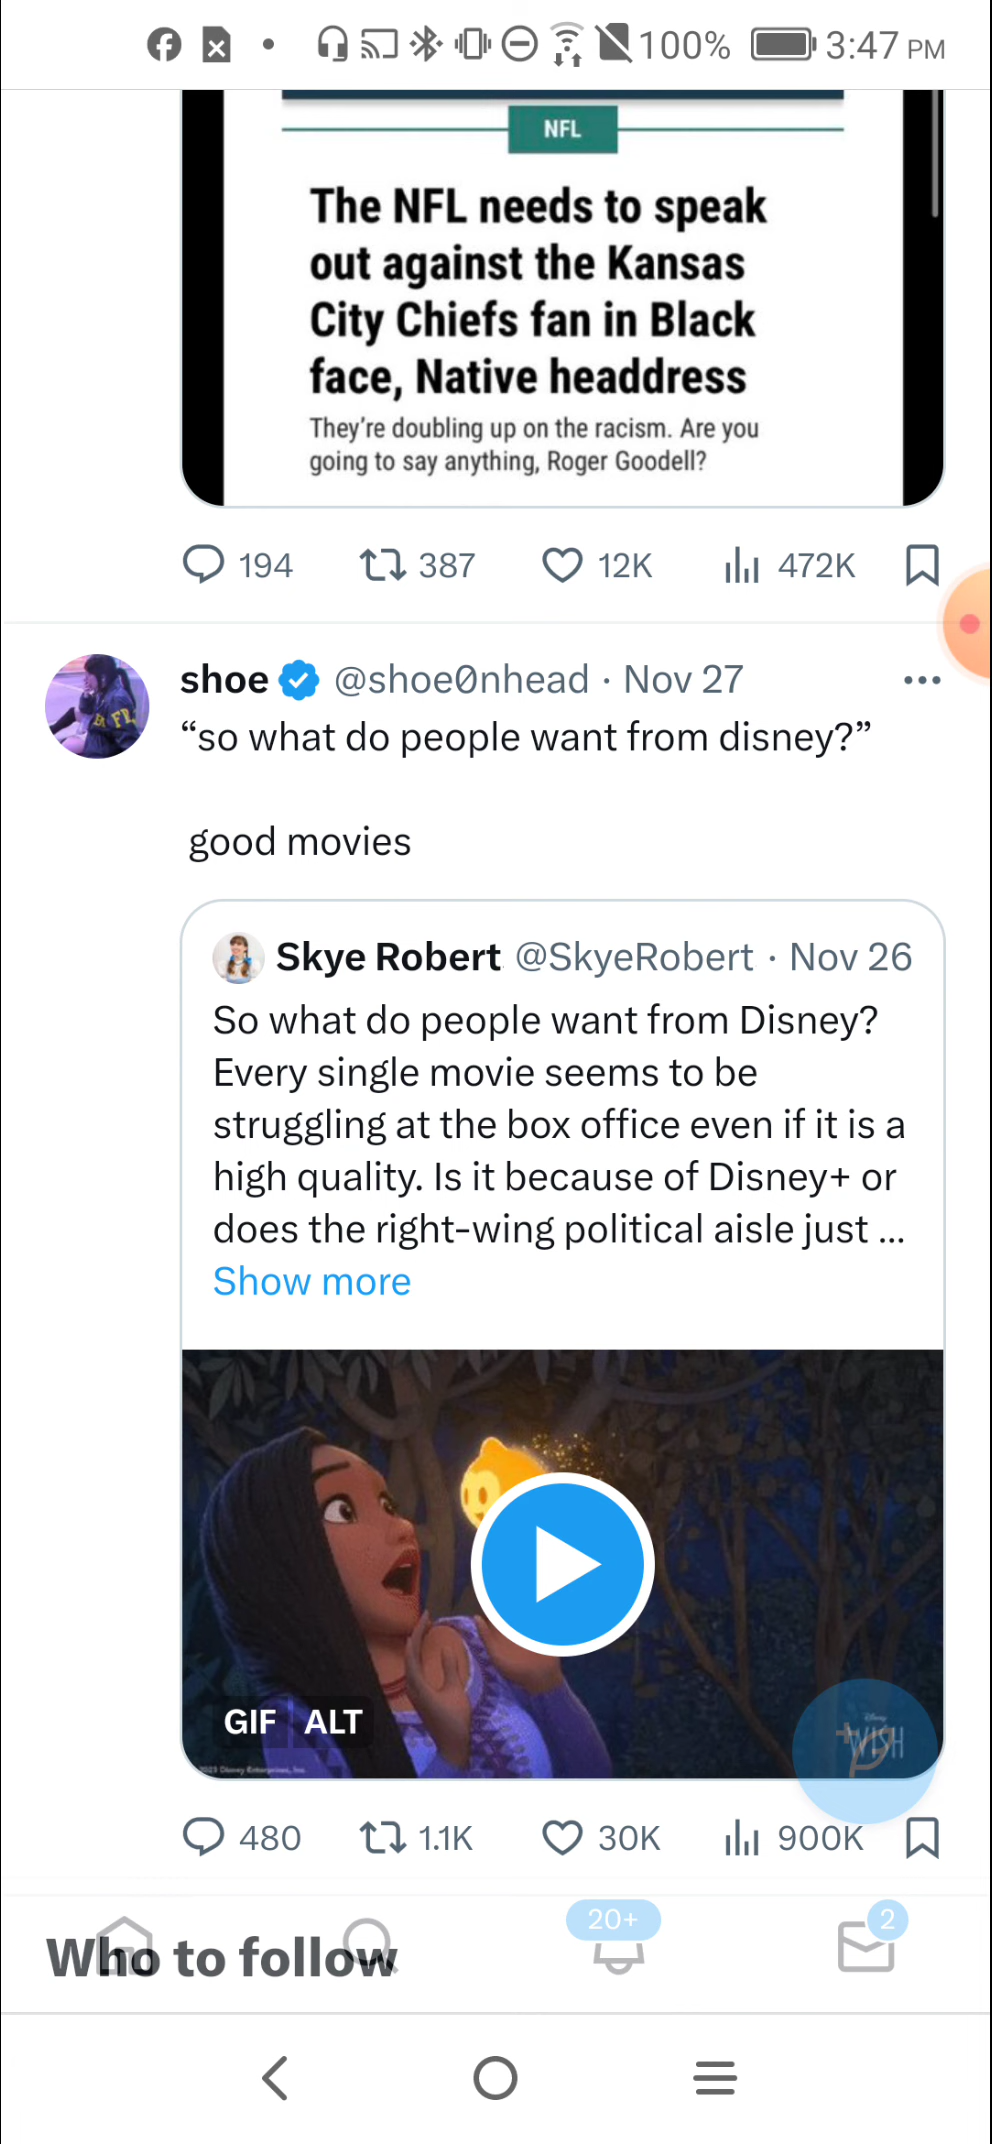 100% 3:47 PM
NFL
The NFL needs to speak
out against the Kansas
City Chiefs fan in Black
face, Native headdress
They're doubling up on the racism. Are you
going to say anything, Roger Goodell?
194 387 12K 472K
shoe @shoe0nhead · Nov 27
“so what do people want from disney?”
good movies
Skye Robert @SkyeRobert · Nov 26
So what do people want from Disney?
Every single movie seems to be
struggling at the box office even if it is a
high quality. Is it because of Disney+ or
does the right-wing political aisle just ...
Show more
GIF ALT
Disney
WISH
2023 Disney Enterprises, Inc.
480 1.1K 30K 900K
20+ 2
Who to follow